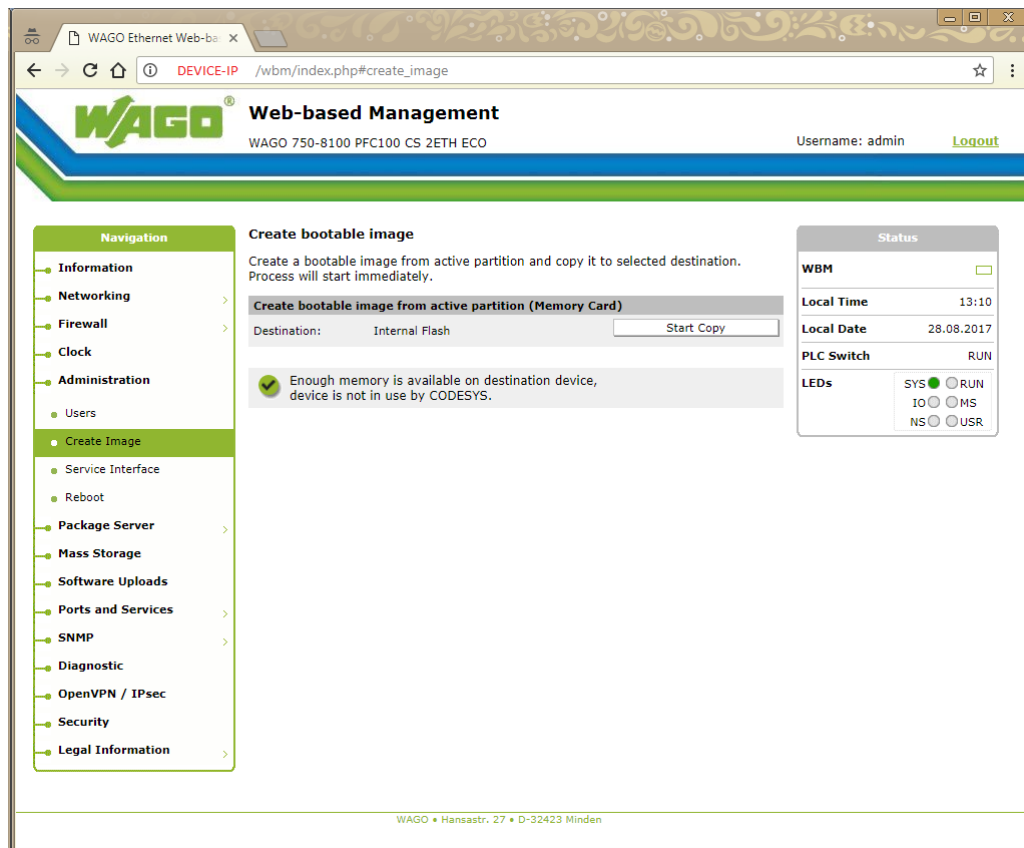 WAGO Ethernet Web-ba
DEVICE-IP /wbm/index.php#create_image
WAGO®
Web-based Management
WAGO 750-8100 PFC100 CS 2ETH ECO
Username: admin
Logout
Navigation
Information
Networking
Firewall
Clock
Administration
Users
Create Image
Service Interface
Reboot
Package Server
Mass Storage
Software Uploads
Ports and Services
SNMP
Diagnostic
OpenVPN / IPsec
Security
Legal Information
Create bootable image
Create a bootable image from active partition and copy it to selected destination.
Process will start immediately.
Create bootable image from active partition (Memory Card)
Destination: Internal Flash Start Copy
Enough memory is available on destination device,
device is not in use by CODESYS.
Status
WBM
Local Time 13:10
Local Date 28.08.2017
PLC Switch RUN
LEDs SYS RUN
IO MS
NS USR
WAGO • Hansastr. 27 • D-32423 Minden